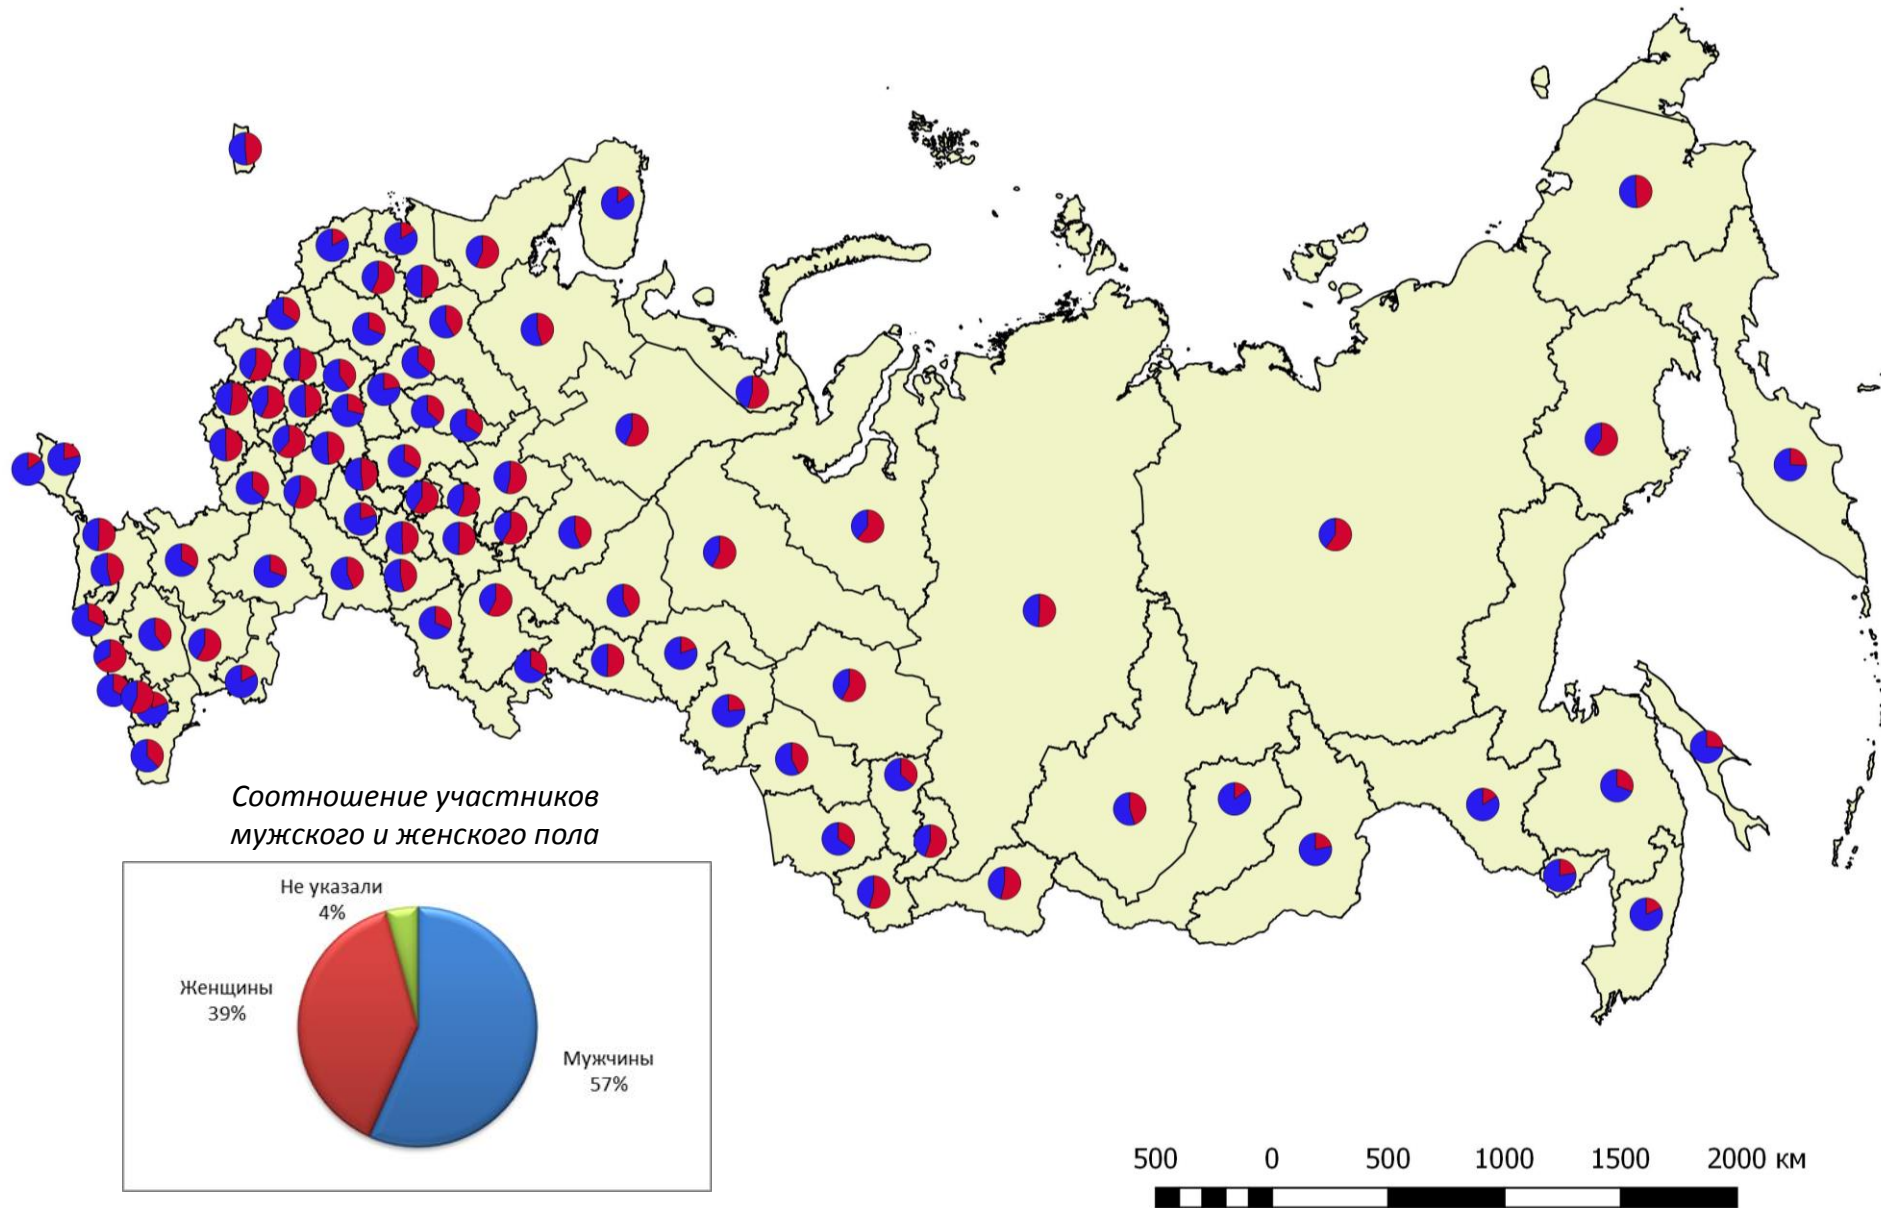 Соотношение участников
мужского и женского пола
Не указали
4%
Женщины
39%
Мужчины
57%
500 0 500 1000 1500 2000 км